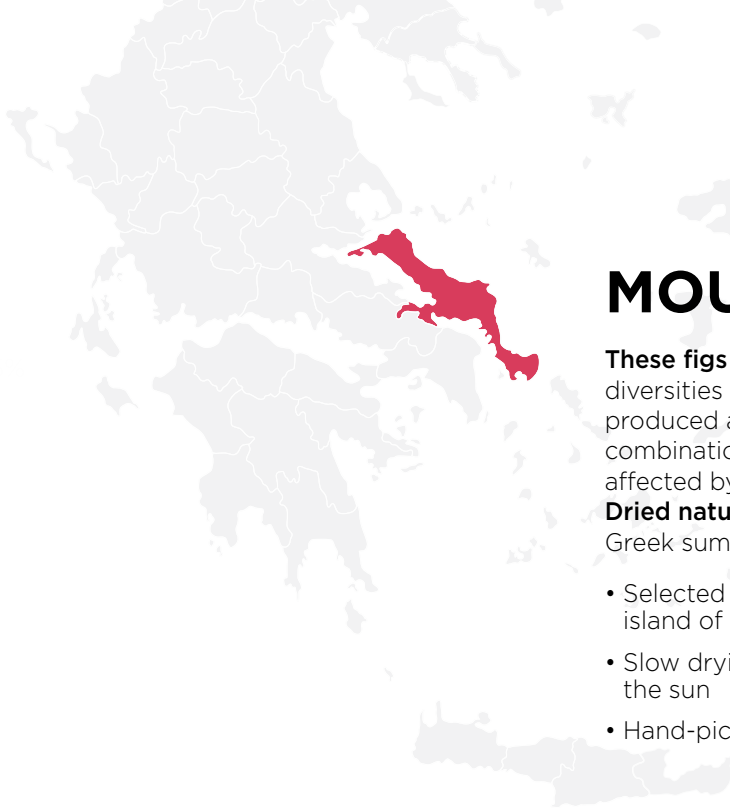 MOU
These figs
diversities
produced a
combinatio
affected by
Dried natu
Greek sum
• Selected
island of
• Slow dryi
the sun
• Hand-pic